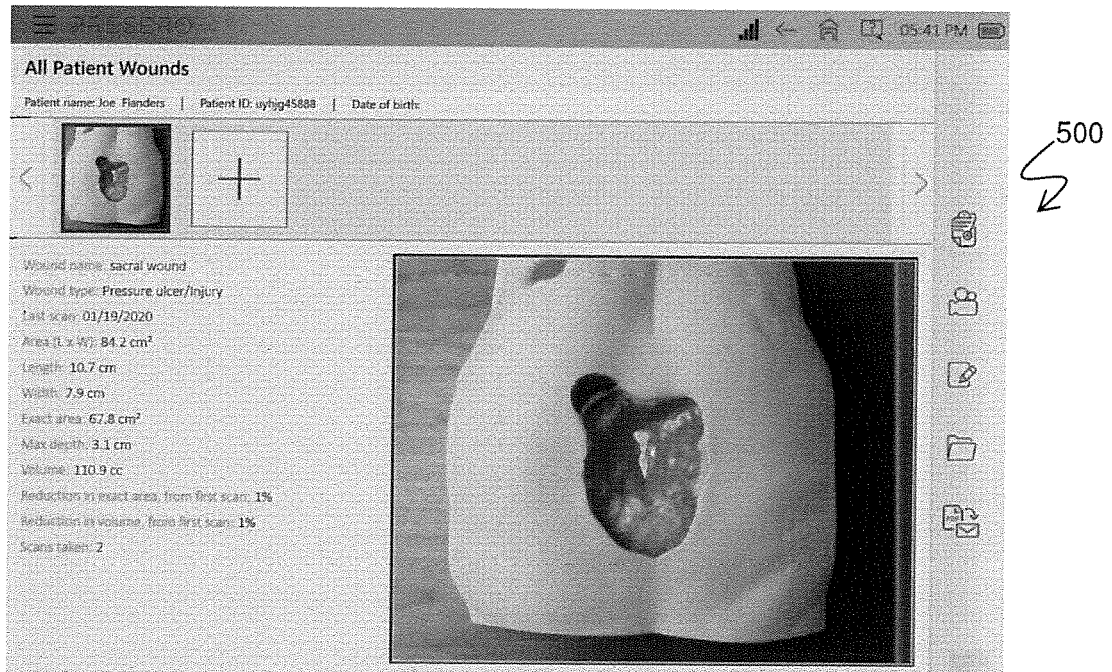 05:41 PM
All Patient Wounds
Patient name: Joe Flanders | Patient ID: uyhjg45888 | Date of birth:
500
Wound name: sacral wound
Wound type: Pressure ulcer/Injury
Last scan: 01/19/2020
Area (L x W): 84.2 cm²
Length: 10.7 cm
Width: 7.9 cm
Exact area: 67.8 cm²
Max depth: 3.1 cm
Volume: 110.9 cc
Reduction in exact area, from first scan: 1%
Reduction in volume, from first scan: 1%
Scans taken: 2
PDF